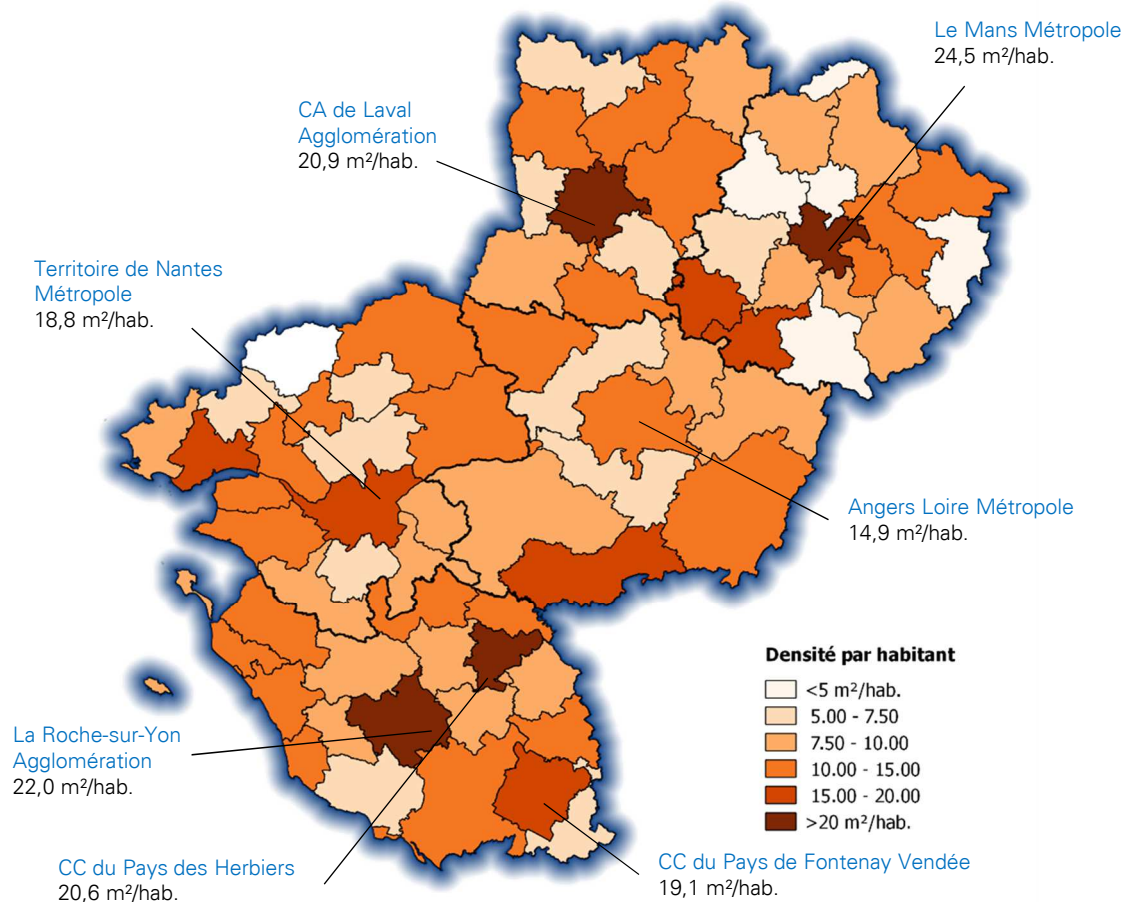 Le Mans Métropole
24,5 m²/hab.
CA de Laval
Agglomération
20,9 m²/hab.
Territoire de Nantes
Métropole
18,8 m²/hab.
Angers Loire Métropole
14,9 m²/hab.
La Roche-sur-Yon
Agglomération
22,0 m²/hab.
CC du Pays des Herbiers
20,6 m²/hab.
CC du Pays de Fontenay Vendée
19,1 m²/hab.
Densité par habitant
<5 m²/hab.
5.00 - 7.50
7.50 - 10.00
10.00 - 15.00
15.00 - 20.00
>20 m²/hab.